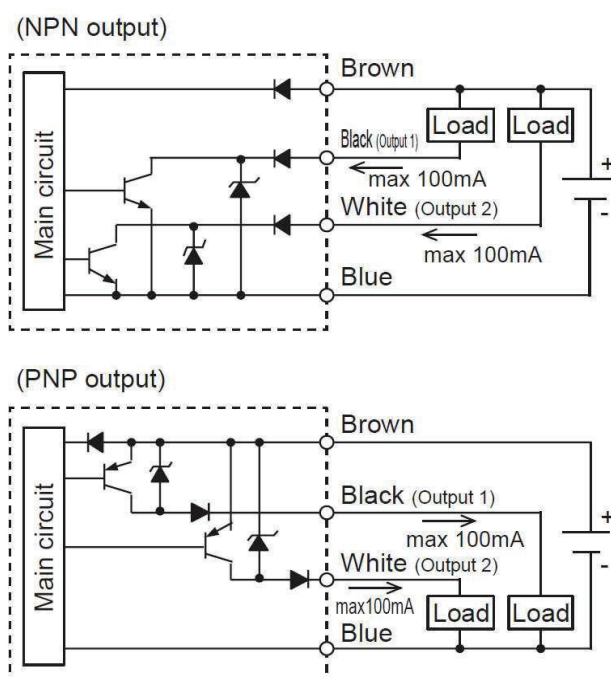 (NPN output)
Main circuit
Brown
Black (Output 1)
Load
Load
max 100mA
White (Output 2)
max 100mA
Blue
+
-
(PNP output)
Main circuit
Brown
Black (Output 1)
max 100mA
White (Output 2)
max100mA
Load
Load
Blue
+
-